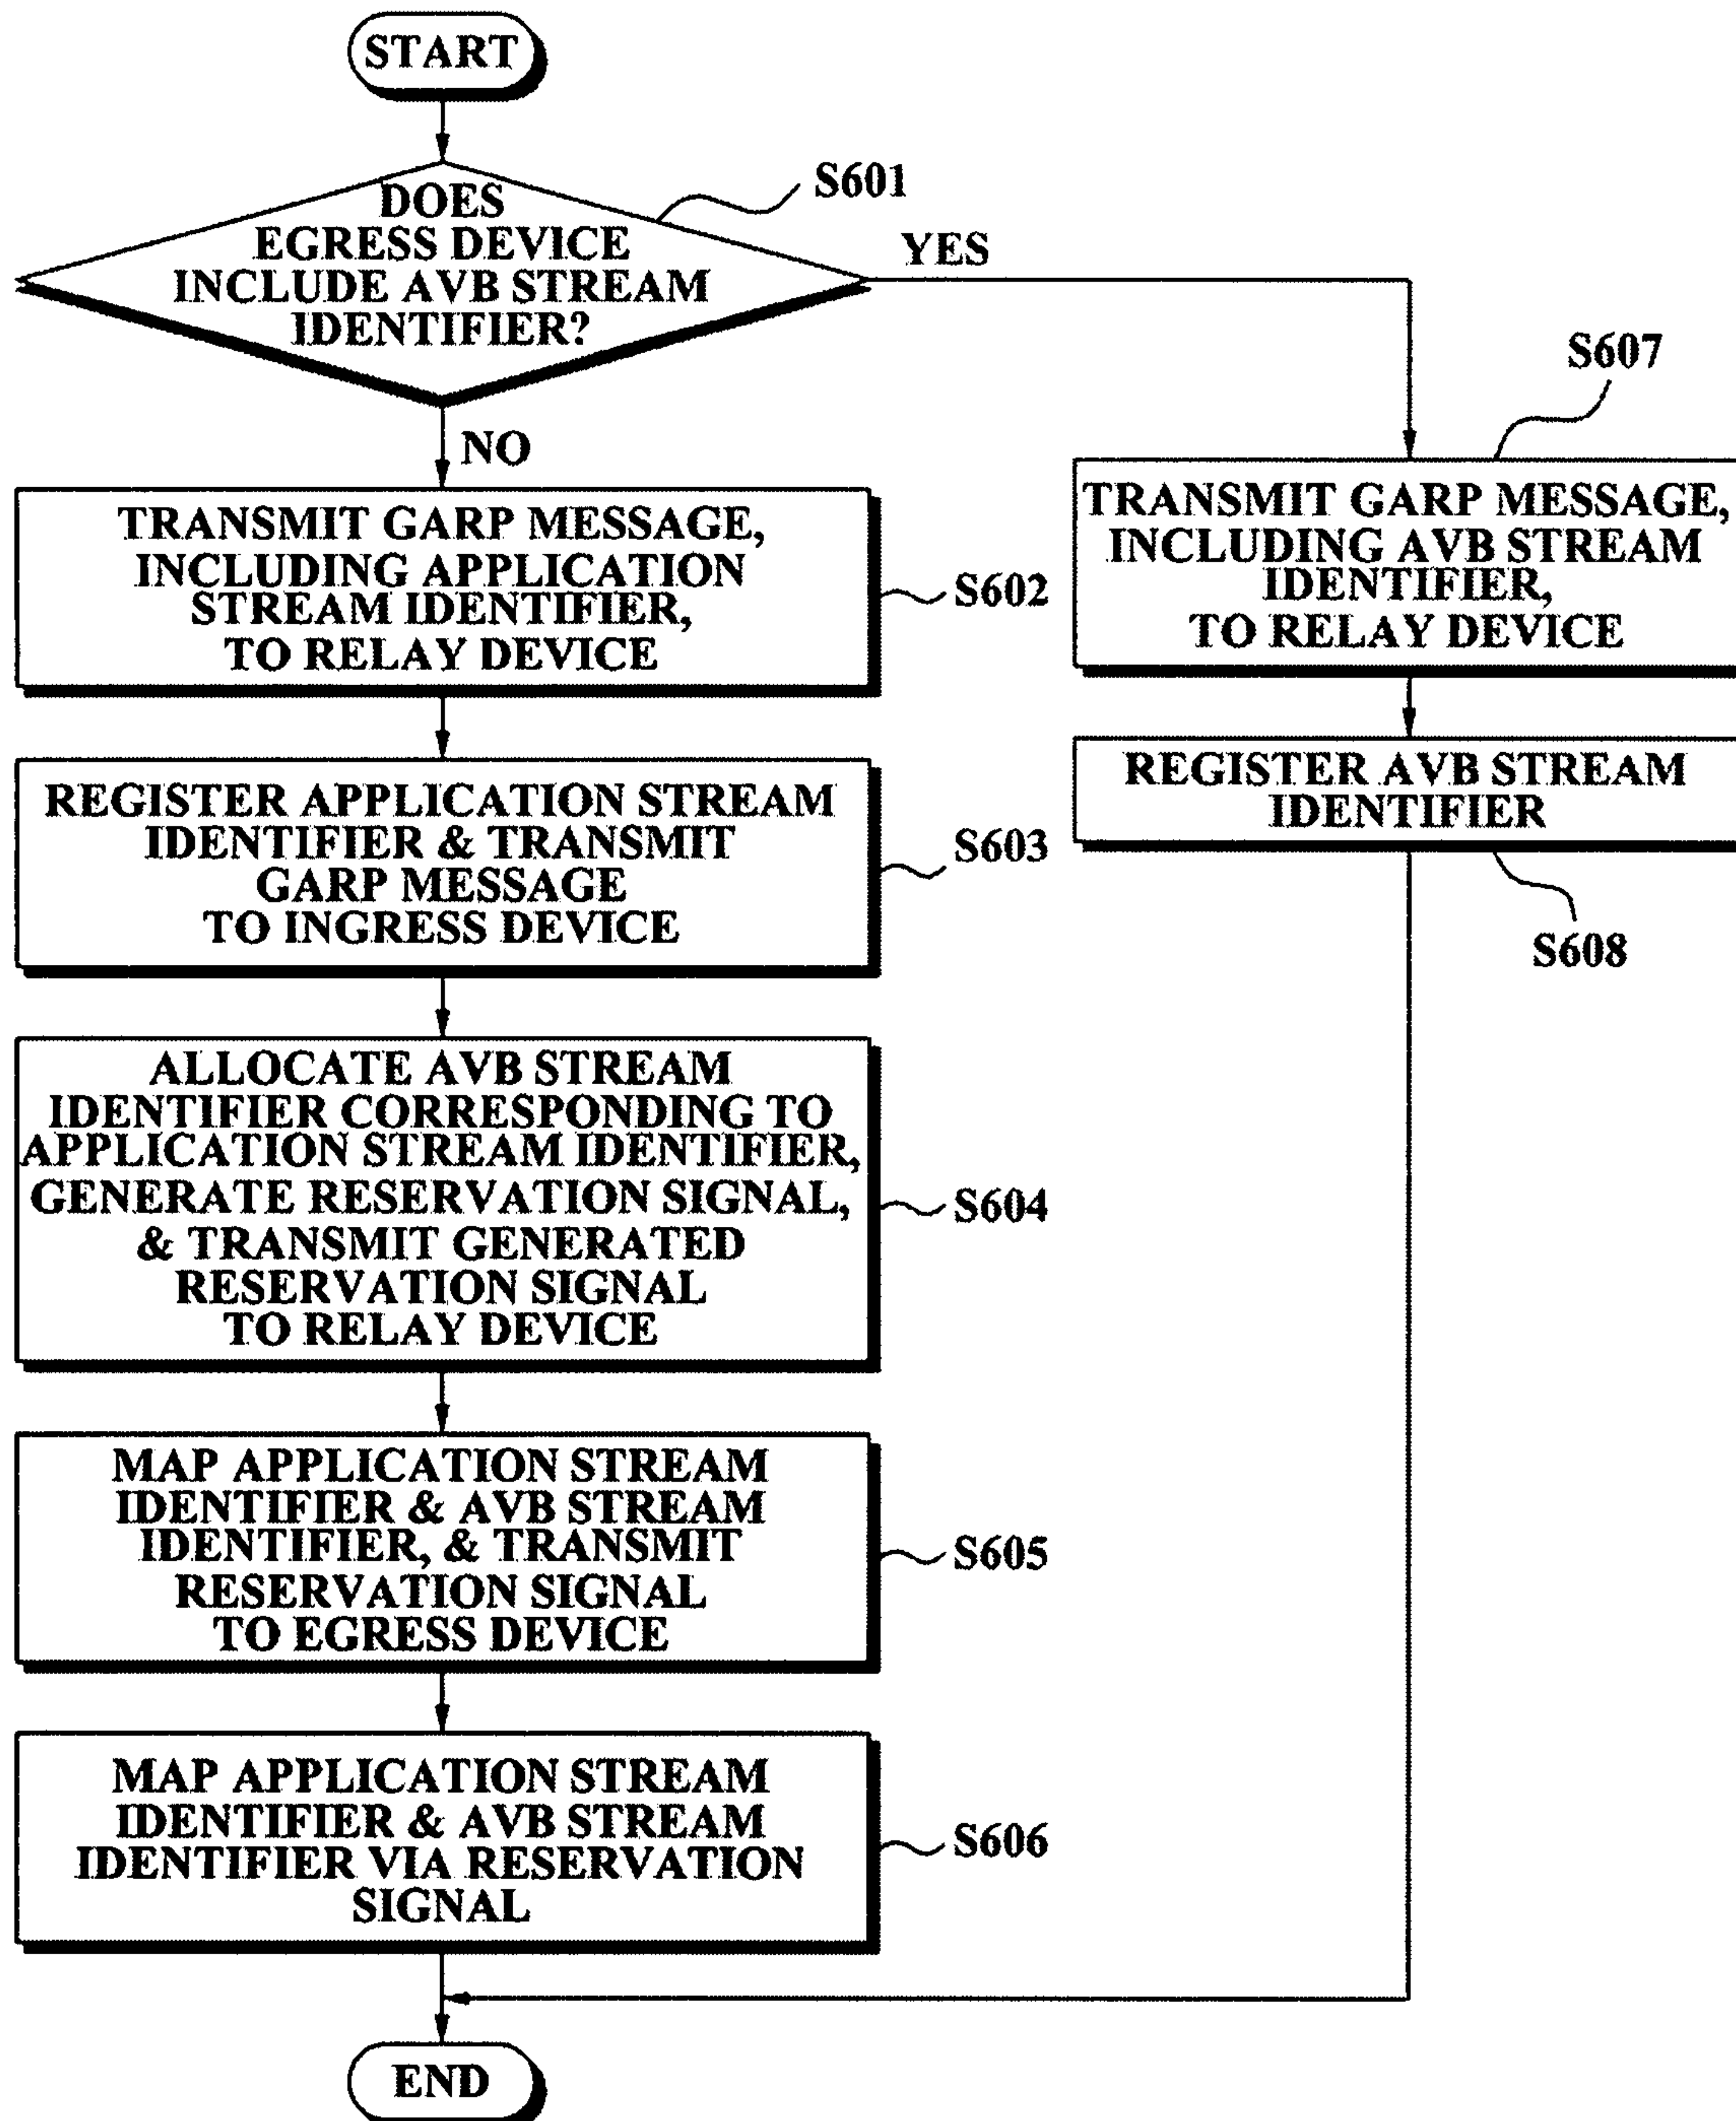 START
DOES
EGRESS DEVICE
INCLUDE AVB STREAM
IDENTIFIER?
S601
YES
NO
TRANSMIT GARP MESSAGE,
INCLUDING APPLICATION
STREAM IDENTIFIER,
TO RELAY DEVICE
S602
REGISTER APPLICATION STREAM
IDENTIFIER & TRANSMIT
GARP MESSAGE
TO INGRESS DEVICE
S603
ALLOCATE AVB STREAM
IDENTIFIER CORRESPONDING TO
APPLICATION STREAM IDENTIFIER,
GENERATE RESERVATION SIGNAL,
& TRANSMIT GENERATED
RESERVATION SIGNAL
TO RELAY DEVICE
S604
MAP APPLICATION STREAM
IDENTIFIER & AVB STREAM
IDENTIFIER, & TRANSMIT
RESERVATION SIGNAL
TO EGRESS DEVICE
S605
MAP APPLICATION STREAM
IDENTIFIER & AVB STREAM
IDENTIFIER VIA RESERVATION
SIGNAL
S606
S607
TRANSMIT GARP MESSAGE,
INCLUDING AVB STREAM
IDENTIFIER,
TO RELAY DEVICE
REGISTER AVB STREAM
IDENTIFIER
S608
END